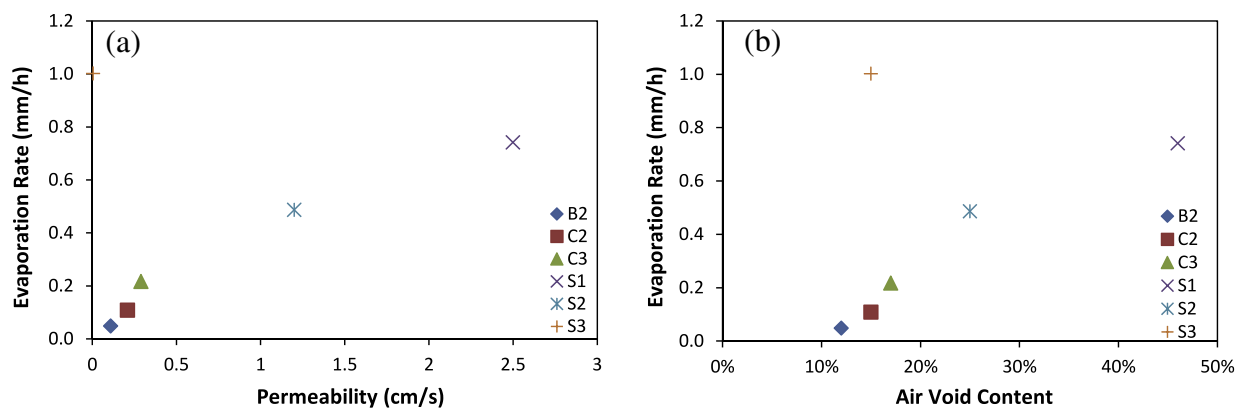 (a)
1.2
1.0
0.8
0.6
0.4
0.2
0.0
Evaporation Rate (mm/h)
0 0.5 1 1.5 2 2.5 3
Permeability (cm/s)
B2
C2
C3
S1
S2
S3
(b)
1.2
1.0
0.8
0.6
0.4
0.2
0.0
Evaporation Rate (mm/h)
0% 10% 20% 30% 40% 50%
Air Void Content
B2
C2
C3
S1
S2
S3